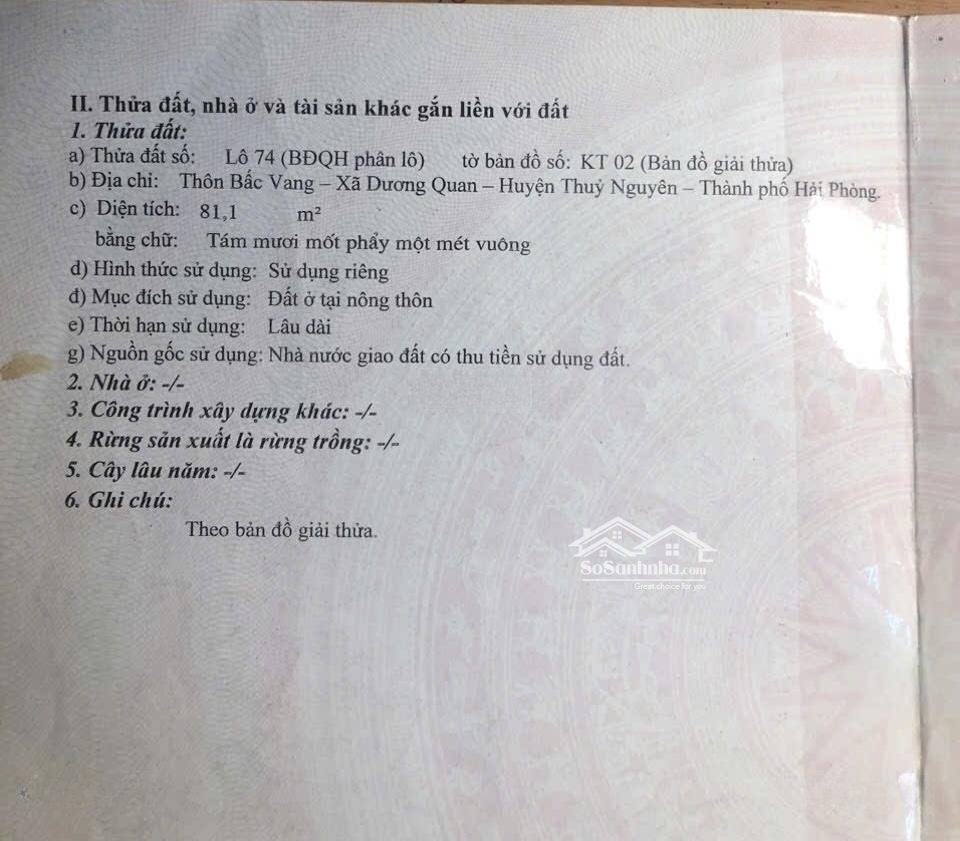 II. Thửa đất, nhà ở và tài sản khác gắn liền với đất
1. Thửa đất:
a) Thửa đất số: Lô 74 (BĐQH phân lô) tờ bản đồ số: KT 02 (Bản đồ giải thửa)
b) Địa chỉ: Thôn Bấc Vang – Xã Dương Quan – Huyện Thuỷ Nguyên – Thành phố Hải Phòng.
c) Diện tích: 81,1 m²
bằng chữ: Tám mươi mốt phẩy một mét vuông
d) Hình thức sử dụng: Sử dụng riêng
đ) Mục đích sử dụng: Đất ở tại nông thôn
e) Thời hạn sử dụng: Lâu dài
g) Nguồn gốc sử dụng: Nhà nước giao đất có thu tiền sử dụng đất.
2. Nhà ở: -/-
3. Công trình xây dựng khác: -/-
4. Rừng sản xuất là rừng trồng: -/-
5. Cây lâu năm: -/-
6. Ghi chú:
Theo bản đồ giải thửa.
SoSanhnha.com
Great choice for you